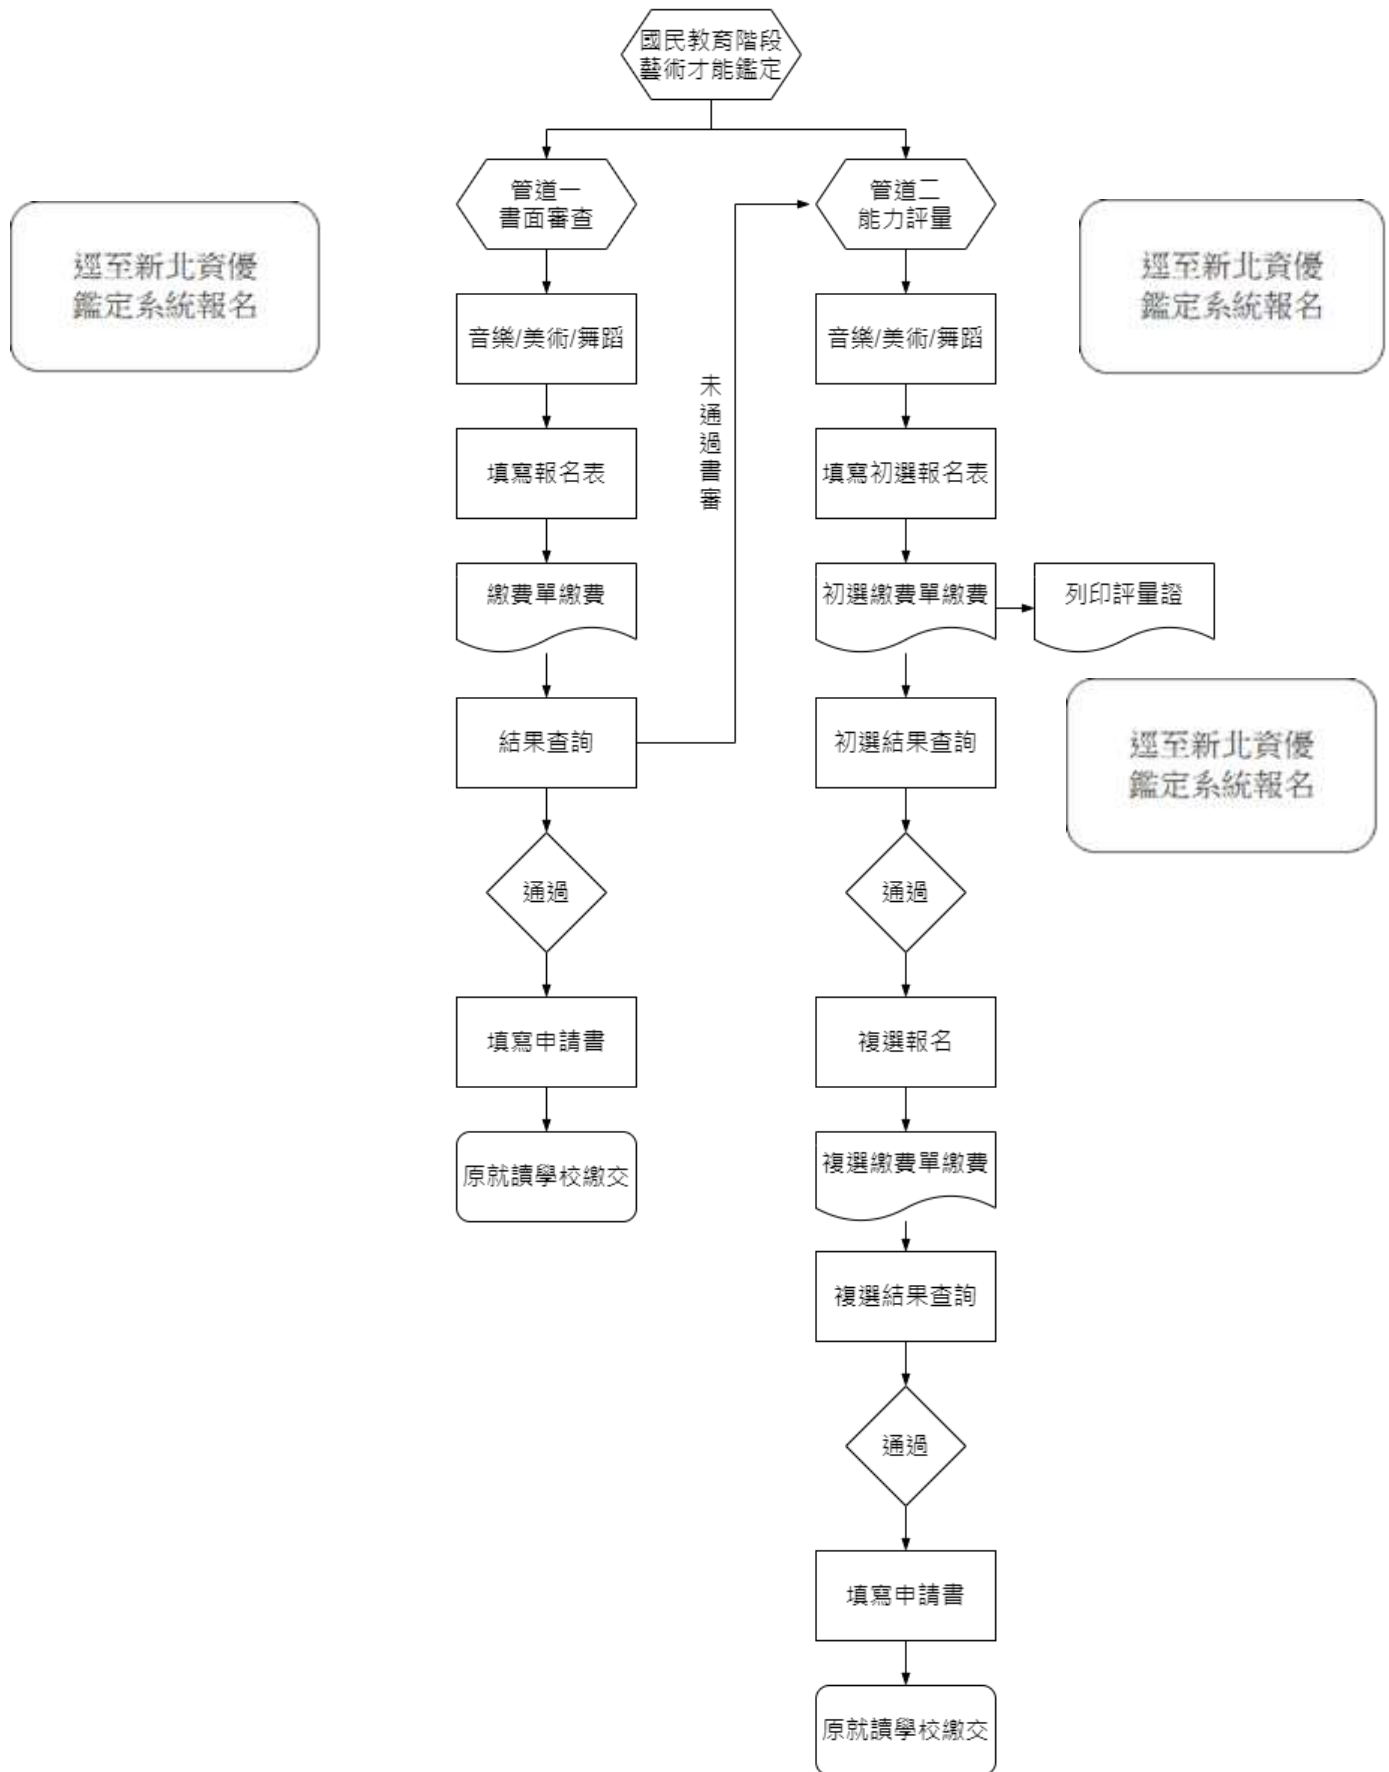 國民教育階段
藝術才能鑑定
管道一
書面審查
管道二
能力評量
逕至新北資優
鑑定系統報名
逕至新北資優
鑑定系統報名
音樂/美術/舞蹈
音樂/美術/舞蹈
未通過書審
填寫報名表
填寫初選報名表
繳費單繳費
初選繳費單繳費
列印評量證
結果查詢
初選結果查詢
逕至新北資優
鑑定系統報名
通過
通過
填寫申請書
複選報名
原就讀學校繳交
複選繳費單繳費
複選結果查詢
通過
填寫申請書
原就讀學校繳交